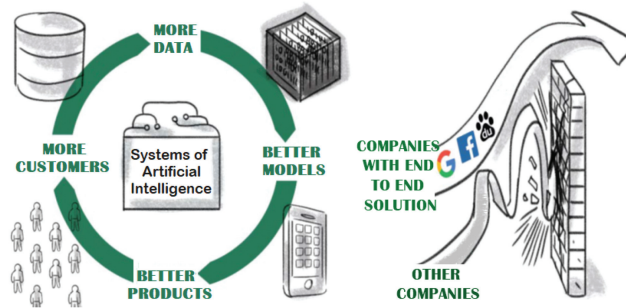 MORE
DATA
MORE
CUSTOMERS
Systems of
Artificial
Intelligence
BETTER
MODELS
BETTER
PRODUCTS
COMPANIES
WITH END
TO END
SOLUTION
G
f
du
OTHER
COMPANIES